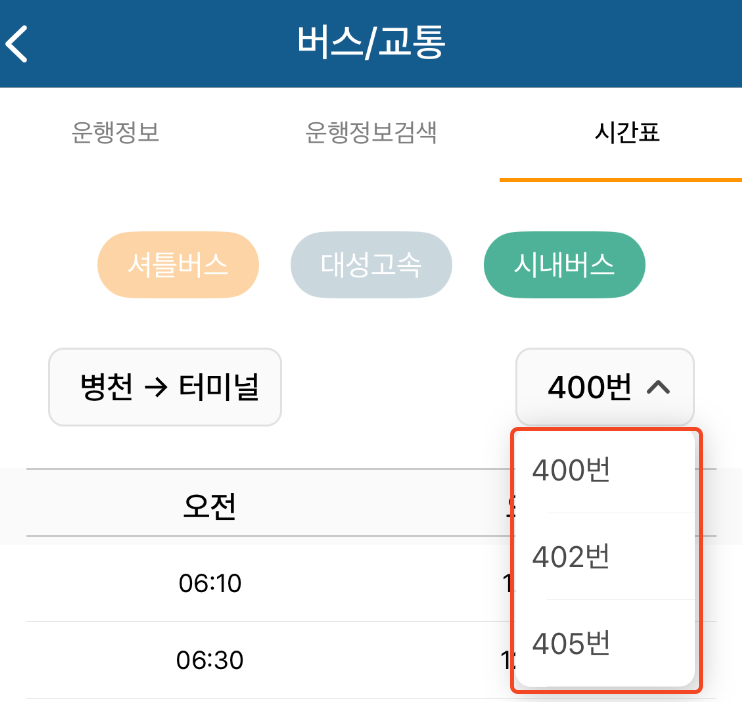 버스/교통
운행정보 운행정보검색 시간표
셔틀버스 대성고속 시내버스
병천 → 터미널 400번
400번
402번
405번
오전
06:10
06:30